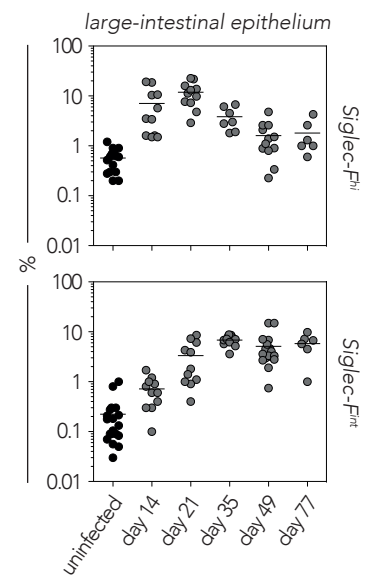 large-intestinal epithelium
100
10
1
0.1
0.01
Siglec-Fhi
%
100
10
1
0.1
0.01
Siglec-Fint
uninfected
day 14
day 21
day 35
day 49
day 77